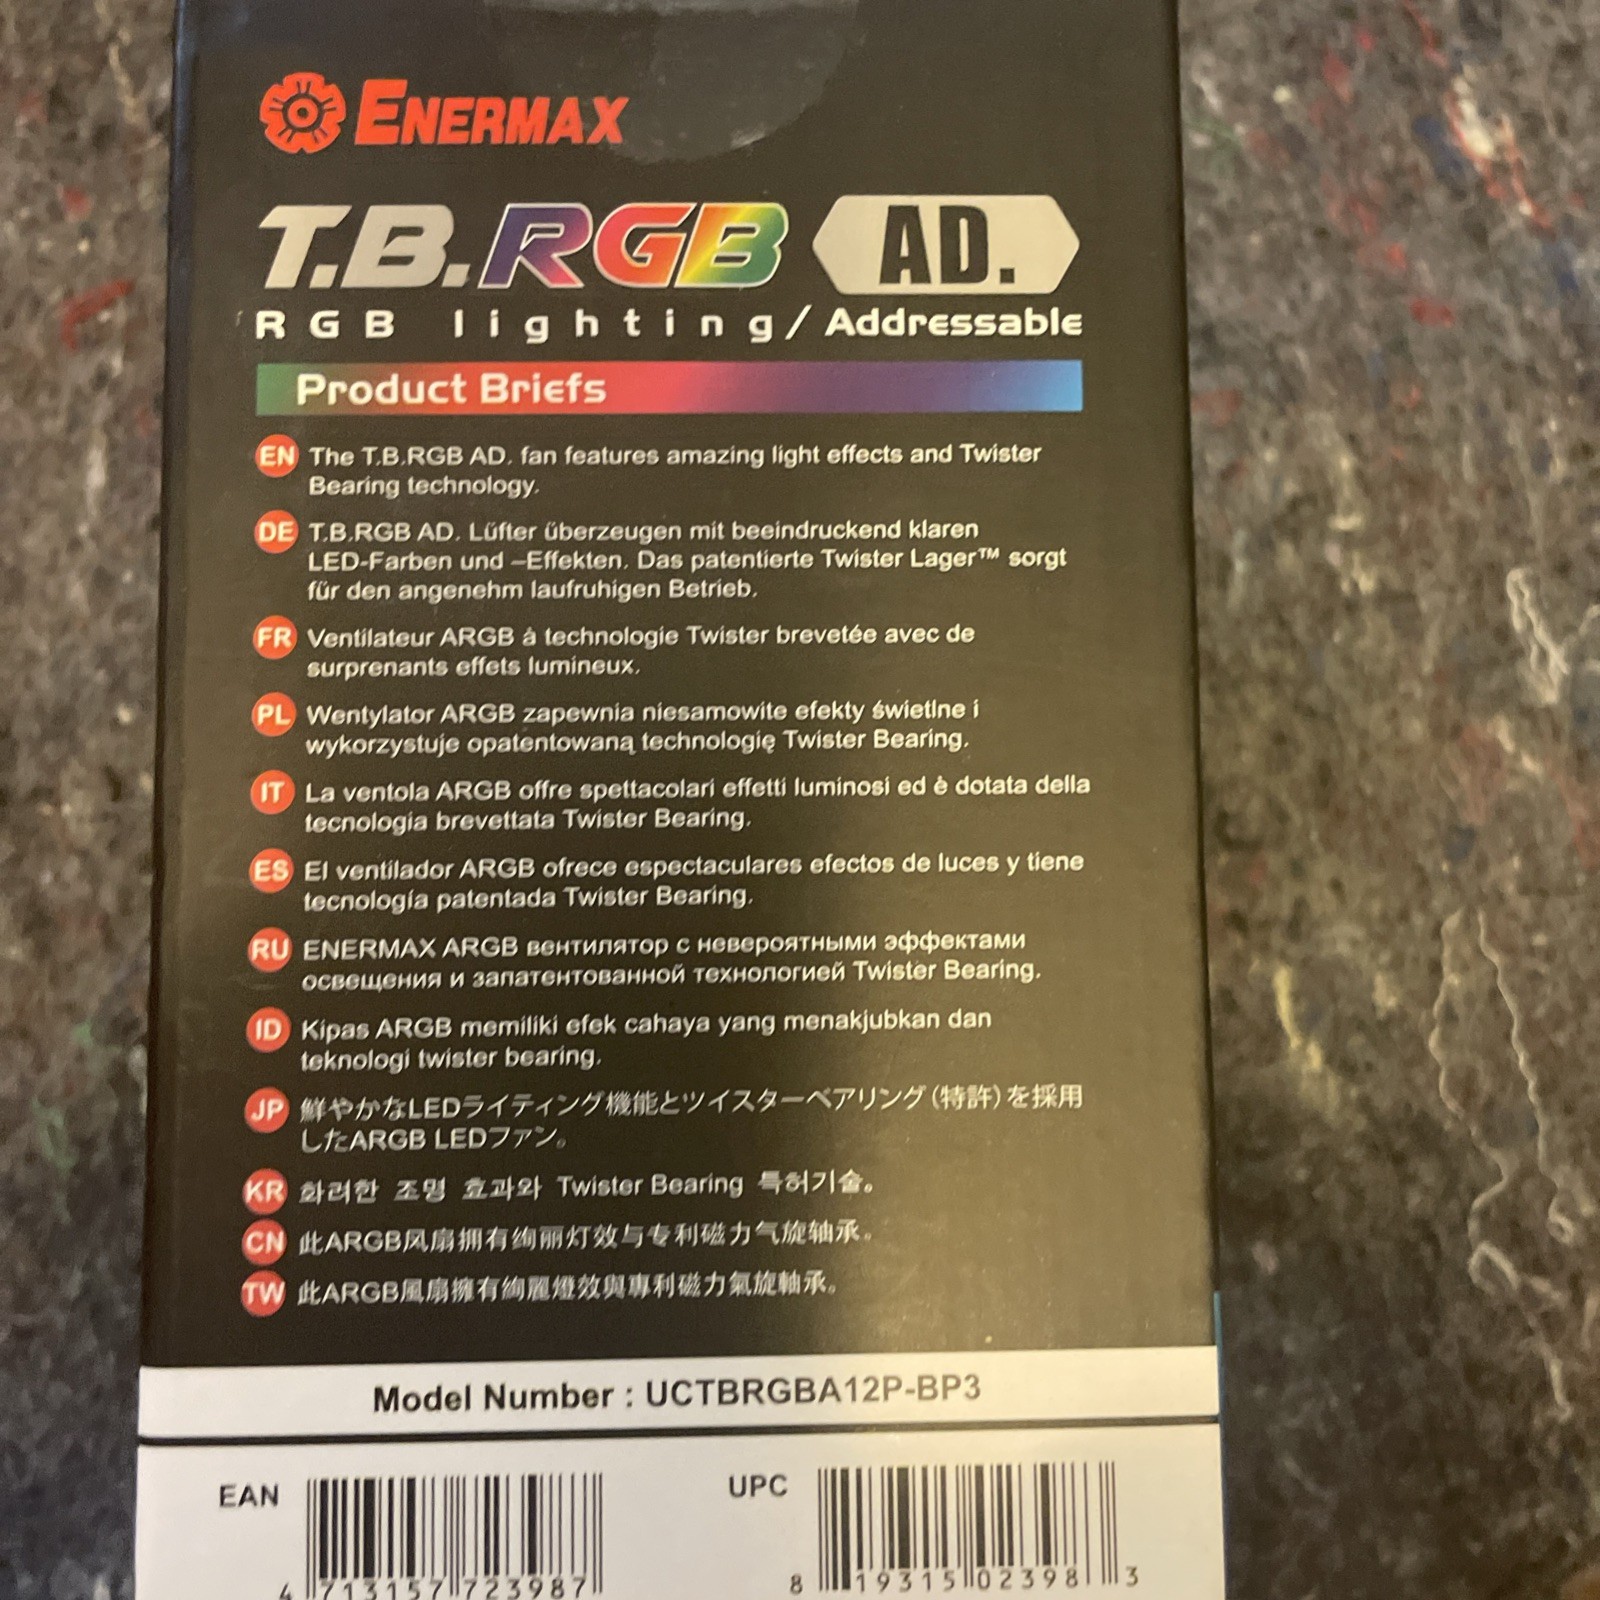 ENERMAX
T.B.RGB AD.
RGB lighting/Addressable
Product Briefs
EN The T.B.RGB AD. fan features amazing light effects and Twister
Bearing technology.
DE T.B.RGB AD. Lüfter überzeugen mit beeindruckend klaren
LED-Farben und –Effekten. Das patentierte Twister Lager™ sorgt
für den angenehm laufruhigen Betrieb.
FR Ventilateur ARGB à technologie Twister brevetée avec de
surprenants effets lumineux.
PL Wentylator ARGB zapewnia niesamowite efekty świetlne i
wykorzystuje opatentowaną technologię Twister Bearing.
IT La ventola ARGB offre spettacolari effetti luminosi ed è dotata della
tecnologia brevettata Twister Bearing.
ES El ventilador ARGB ofrece espectaculares efectos de luces y tiene
tecnología patentada Twister Bearing.
RU ENERMAX ARGB вентилятор с невероятными эффектами
освещения и запатентованной технологией Twister Bearing.
ID Kipas ARGB memiliki efek cahaya yang menakjubkan dan
teknologi twister bearing.
JP 鮮やかなLEDライティング機能とツイスターベアリング(特許)を採用
したARGB LEDファン。
KR 화려한 조명 효과와 Twister Bearing 특허기술。
CN 此ARGB风扇拥有绚丽灯效与专利磁力气旋轴承。
TW 此ARGB風扇擁有絢麗燈效與專利磁力氣旋軸承。
Model Number : UCTBRGBA12P-BP3
EAN UPC
4 713157 723987 8 19315 02398 3